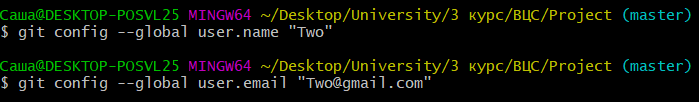 Саша@DESKTOP-POSVL25 MINGW64 ~/Desktop/University/3 курс/ВЦС/Project (master)
$ git config --global user.name "Two"
Саша@DESKTOP-POSVL25 MINGW64 ~/Desktop/University/3 курс/ВЦС/Project (master)
$ git config --global user.email "Two@gmail.com"